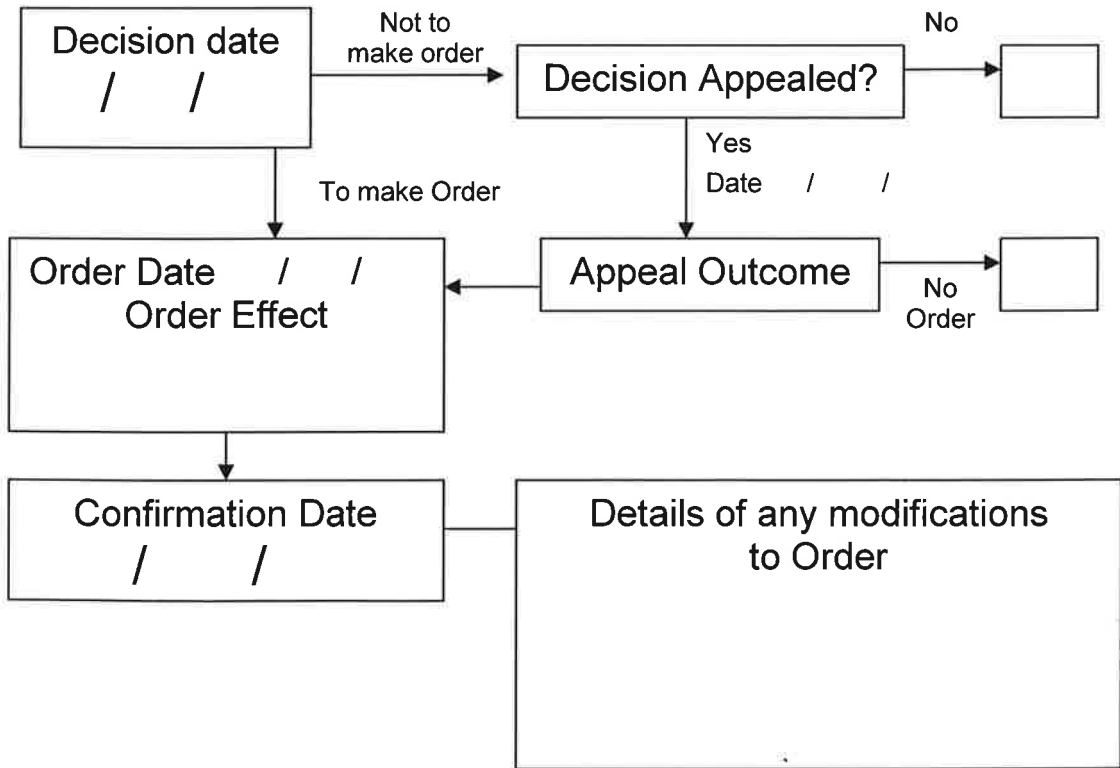 Decision date
/ /
Not to
make order
Decision Appealed?
No
Yes
Date / /
To make Order
Order Date / /
Order Effect
Appeal Outcome
No
Order
Confirmation Date
/ /
Details of any modifications
to Order